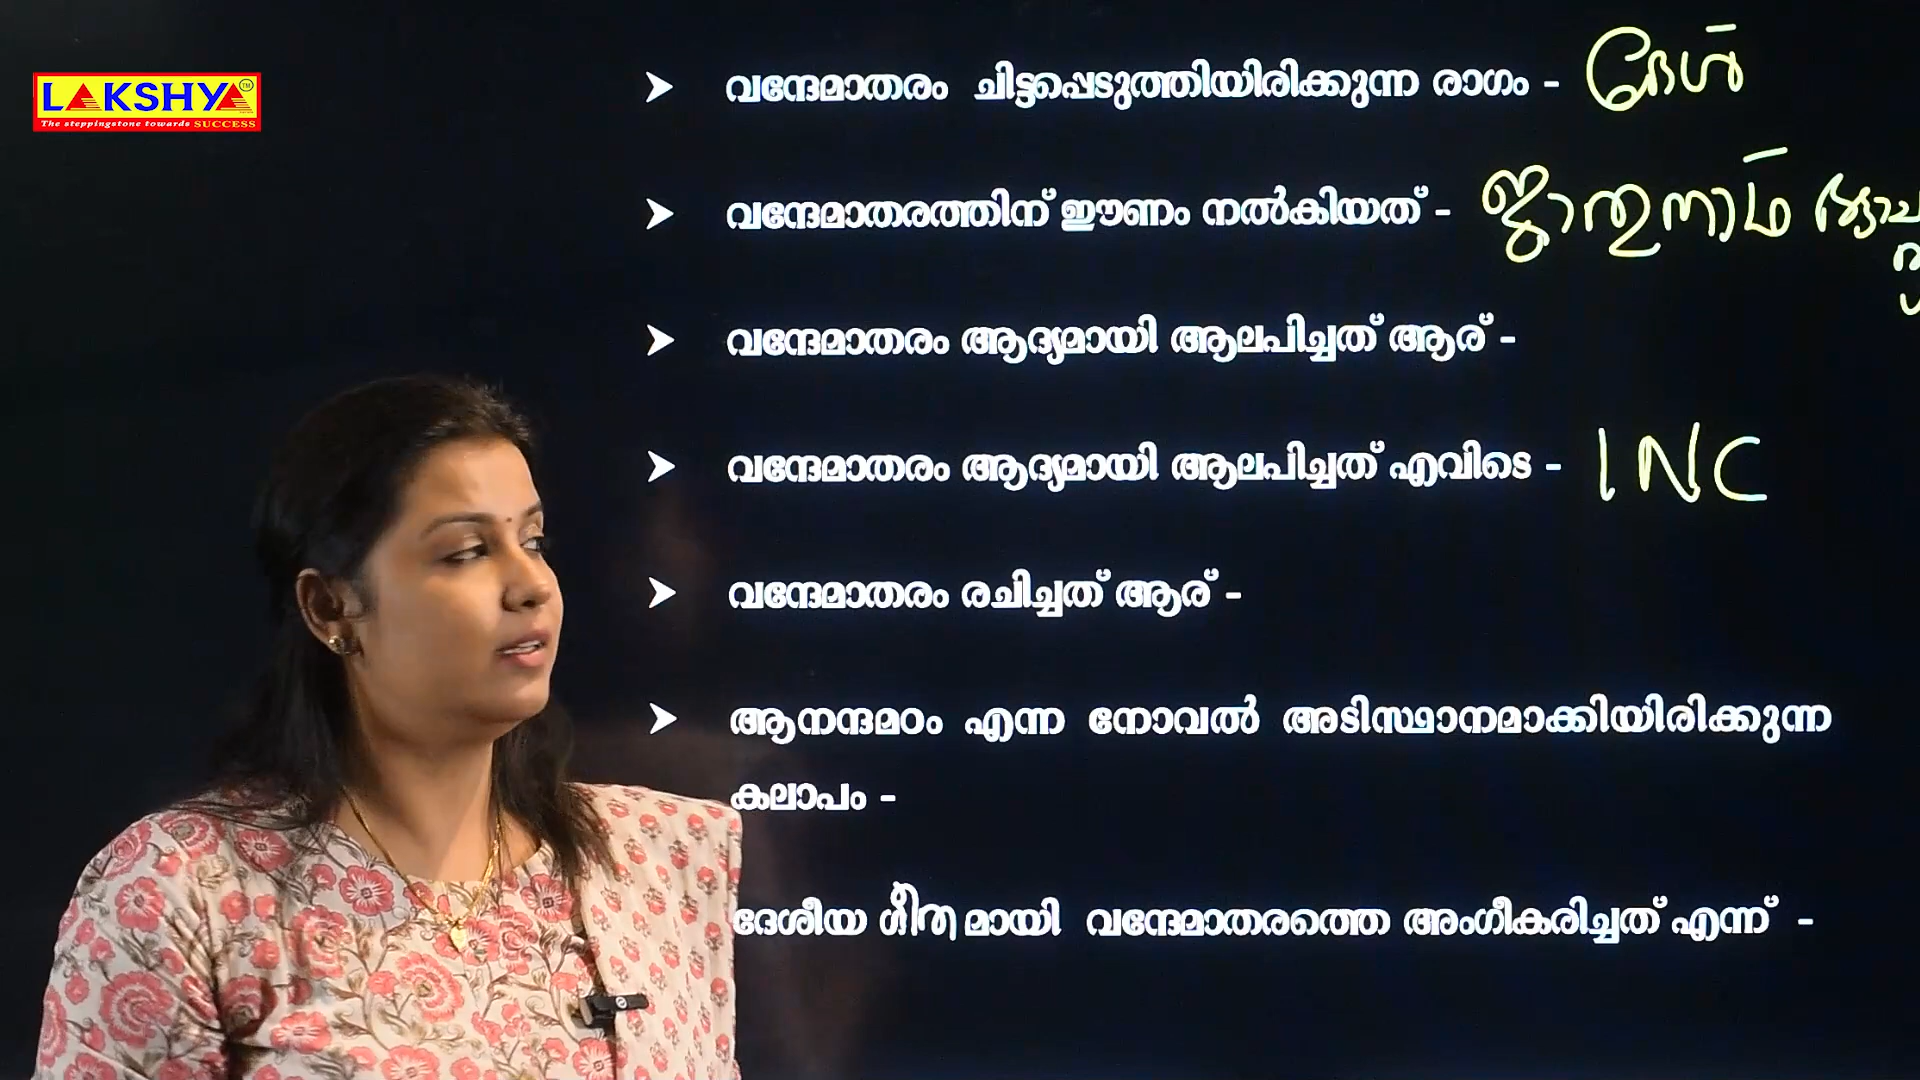 LAKSHYA TM
The steppingstone towards SUCCESS
➤ വന്ദേമാതരം ചിട്ടപ്പെടുത്തിയിരിക്കുന്ന രാഗം - ദേശ്
➤ വന്ദേമാതരത്തിന് ഈണം നൽകിയത് -
➤ വന്ദേമാതരം ആദ്യമായി ആലപിച്ചത് ആര് -
➤ വന്ദേമാതരം ആദ്യമായി ആലപിച്ചത് എവിടെ - INC
➤ വന്ദേമാതരം രചിച്ചത് ആര് -
➤ ആനന്ദമഠം എന്ന നോവൽ അടിസ്ഥാനമാക്കിയിരിക്കുന്ന
കലാപം -
ദേശീയ ഗീതമായി വന്ദേമാതരത്തെ അംഗീകരിച്ചത് എന്ന് -